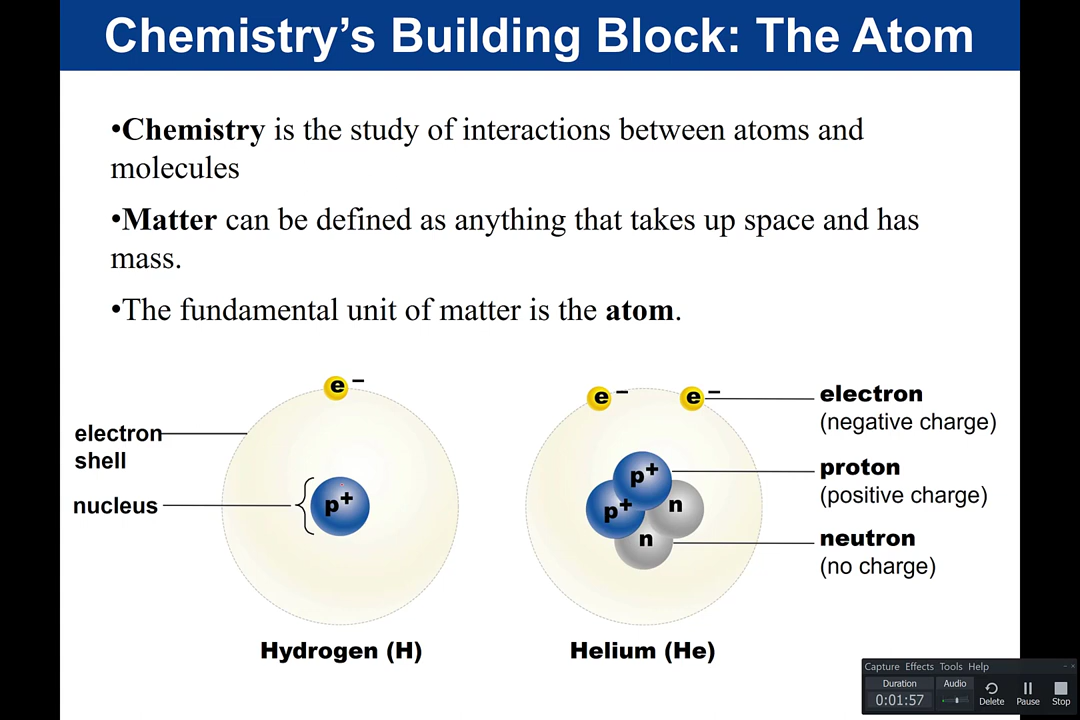 Chemistry's Building Block: The Atom
•Chemistry is the study of interactions between atoms and
molecules
•Matter can be defined as anything that takes up space and has
mass.
•The fundamental unit of matter is the atom.
e–
electron
shell
nucleus
p+
Hydrogen (H)
e–
e–
p+
p+
n
n
electron
(negative charge)
proton
(positive charge)
neutron
(no charge)
Helium (He)
Capture Effects Tools Help
Duration
0:01:57
Audio
Delete
Pause
Stop